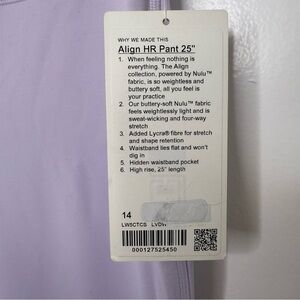 WHY WE MADE THIS
Align HR Pant 25"
1. When feeling nothing is
everything. The Align
collection, powered by Nulu™
fabric, is so weightless and
buttery soft, all you feel is
your practice
2. Our buttery-soft Nulu™ fabric
feels weightlessly light and is
sweat-wicking and four-way
stretch
3. Added Lycra® fibre for stretch
and shape retention
4. Waistband lies flat and won't
dig in
5. Hidden waistband pocket
6. High rise, 25" length
14
LW5CTCS LVDW
000127525450